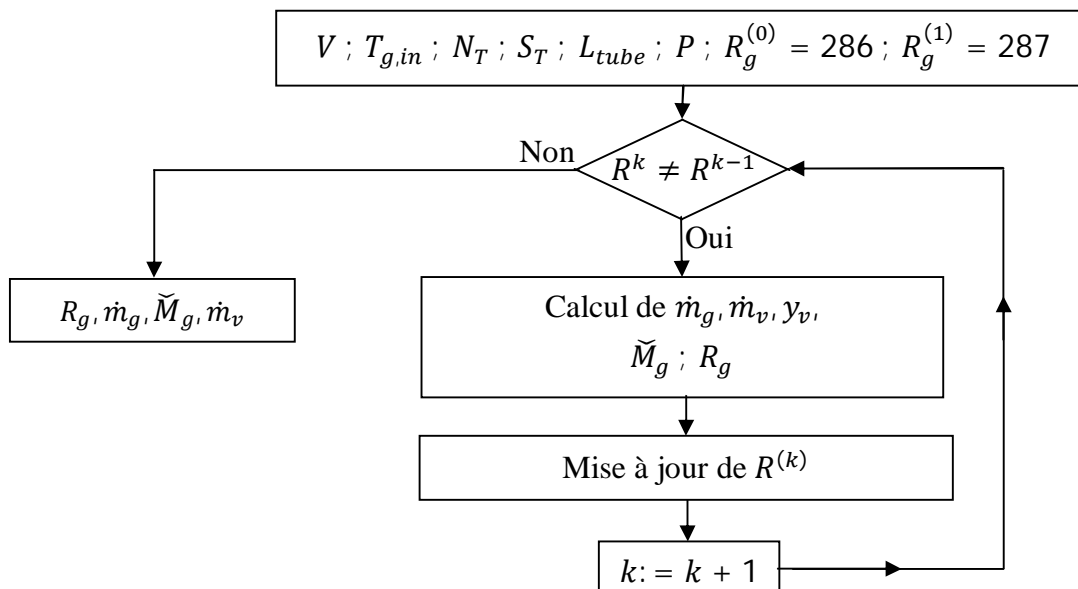 V ; T_{g,in} ; N_T ; S_T ; L_{tube} ; P ; R_g^{(0)} = 286 ; R_g^{(1)} = 287
Non
R^k ≠ R^{k−1}
Oui
R_g, ṁ_g, M̌_g, ṁ_v
Calcul de ṁ_g, ṁ_v, y_v,
M̌_g ; R_g
Mise à jour de R^{(k)}
k: = k + 1